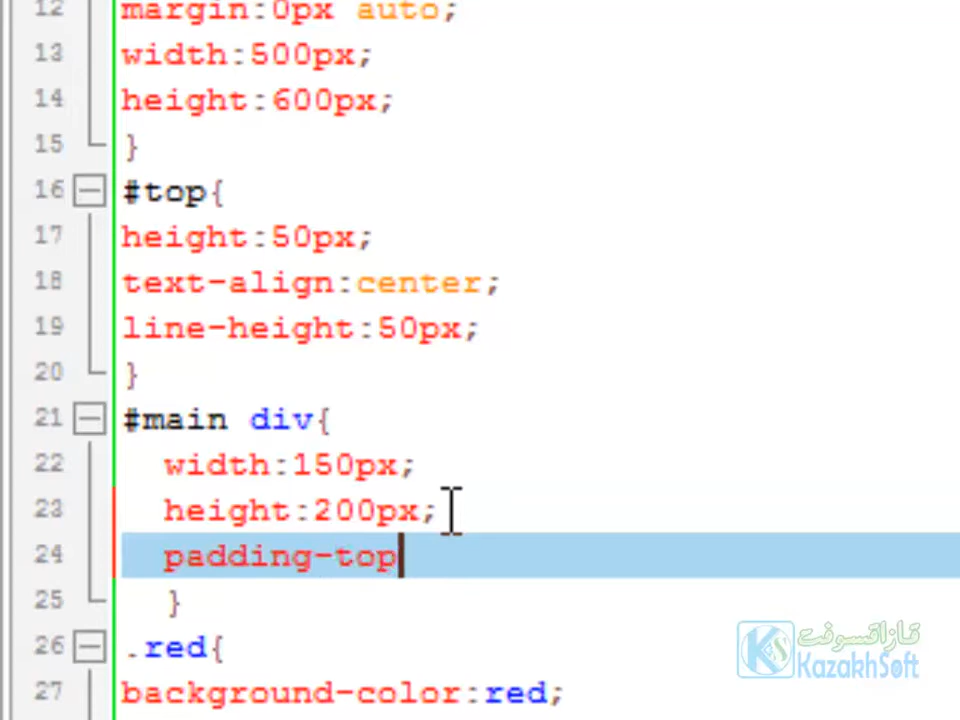 12 margin:0px auto;
13 width:500px;
14 height:600px;
15 }
16 #top{
17 height:50px;
18 text-align:center;
19 line-height:50px;
20 }
21 #main div{
22 width:150px;
23 height:200px;
24 padding-top
25 }
26 .red{
27 background-color:red;
قازاقسوفت
KazakhSoft